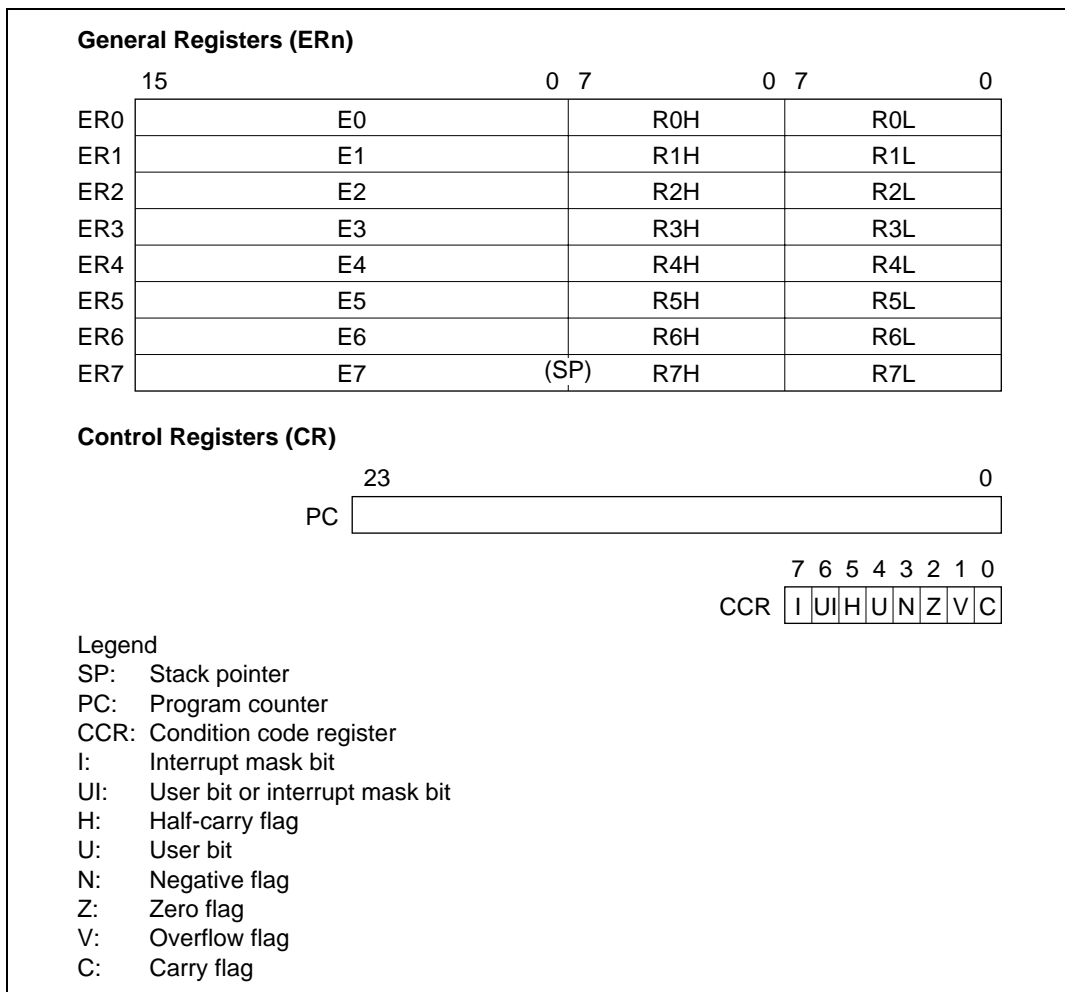 General Registers (ERn)
15 0 7 0 7 0
ER0 E0 R0H R0L
ER1 E1 R1H R1L
ER2 E2 R2H R2L
ER3 E3 R3H R3L
ER4 E4 R4H R4L
ER5 E5 R5H R5L
ER6 E6 R6H R6L
ER7 E7 (SP) R7H R7L
Control Registers (CR)
23 0
PC
7 6 5 4 3 2 1 0
CCR I UI H U N Z V C
Legend
SP: Stack pointer
PC: Program counter
CCR: Condition code register
I: Interrupt mask bit
UI: User bit or interrupt mask bit
H: Half-carry flag
U: User bit
N: Negative flag
Z: Zero flag
V: Overflow flag
C: Carry flag